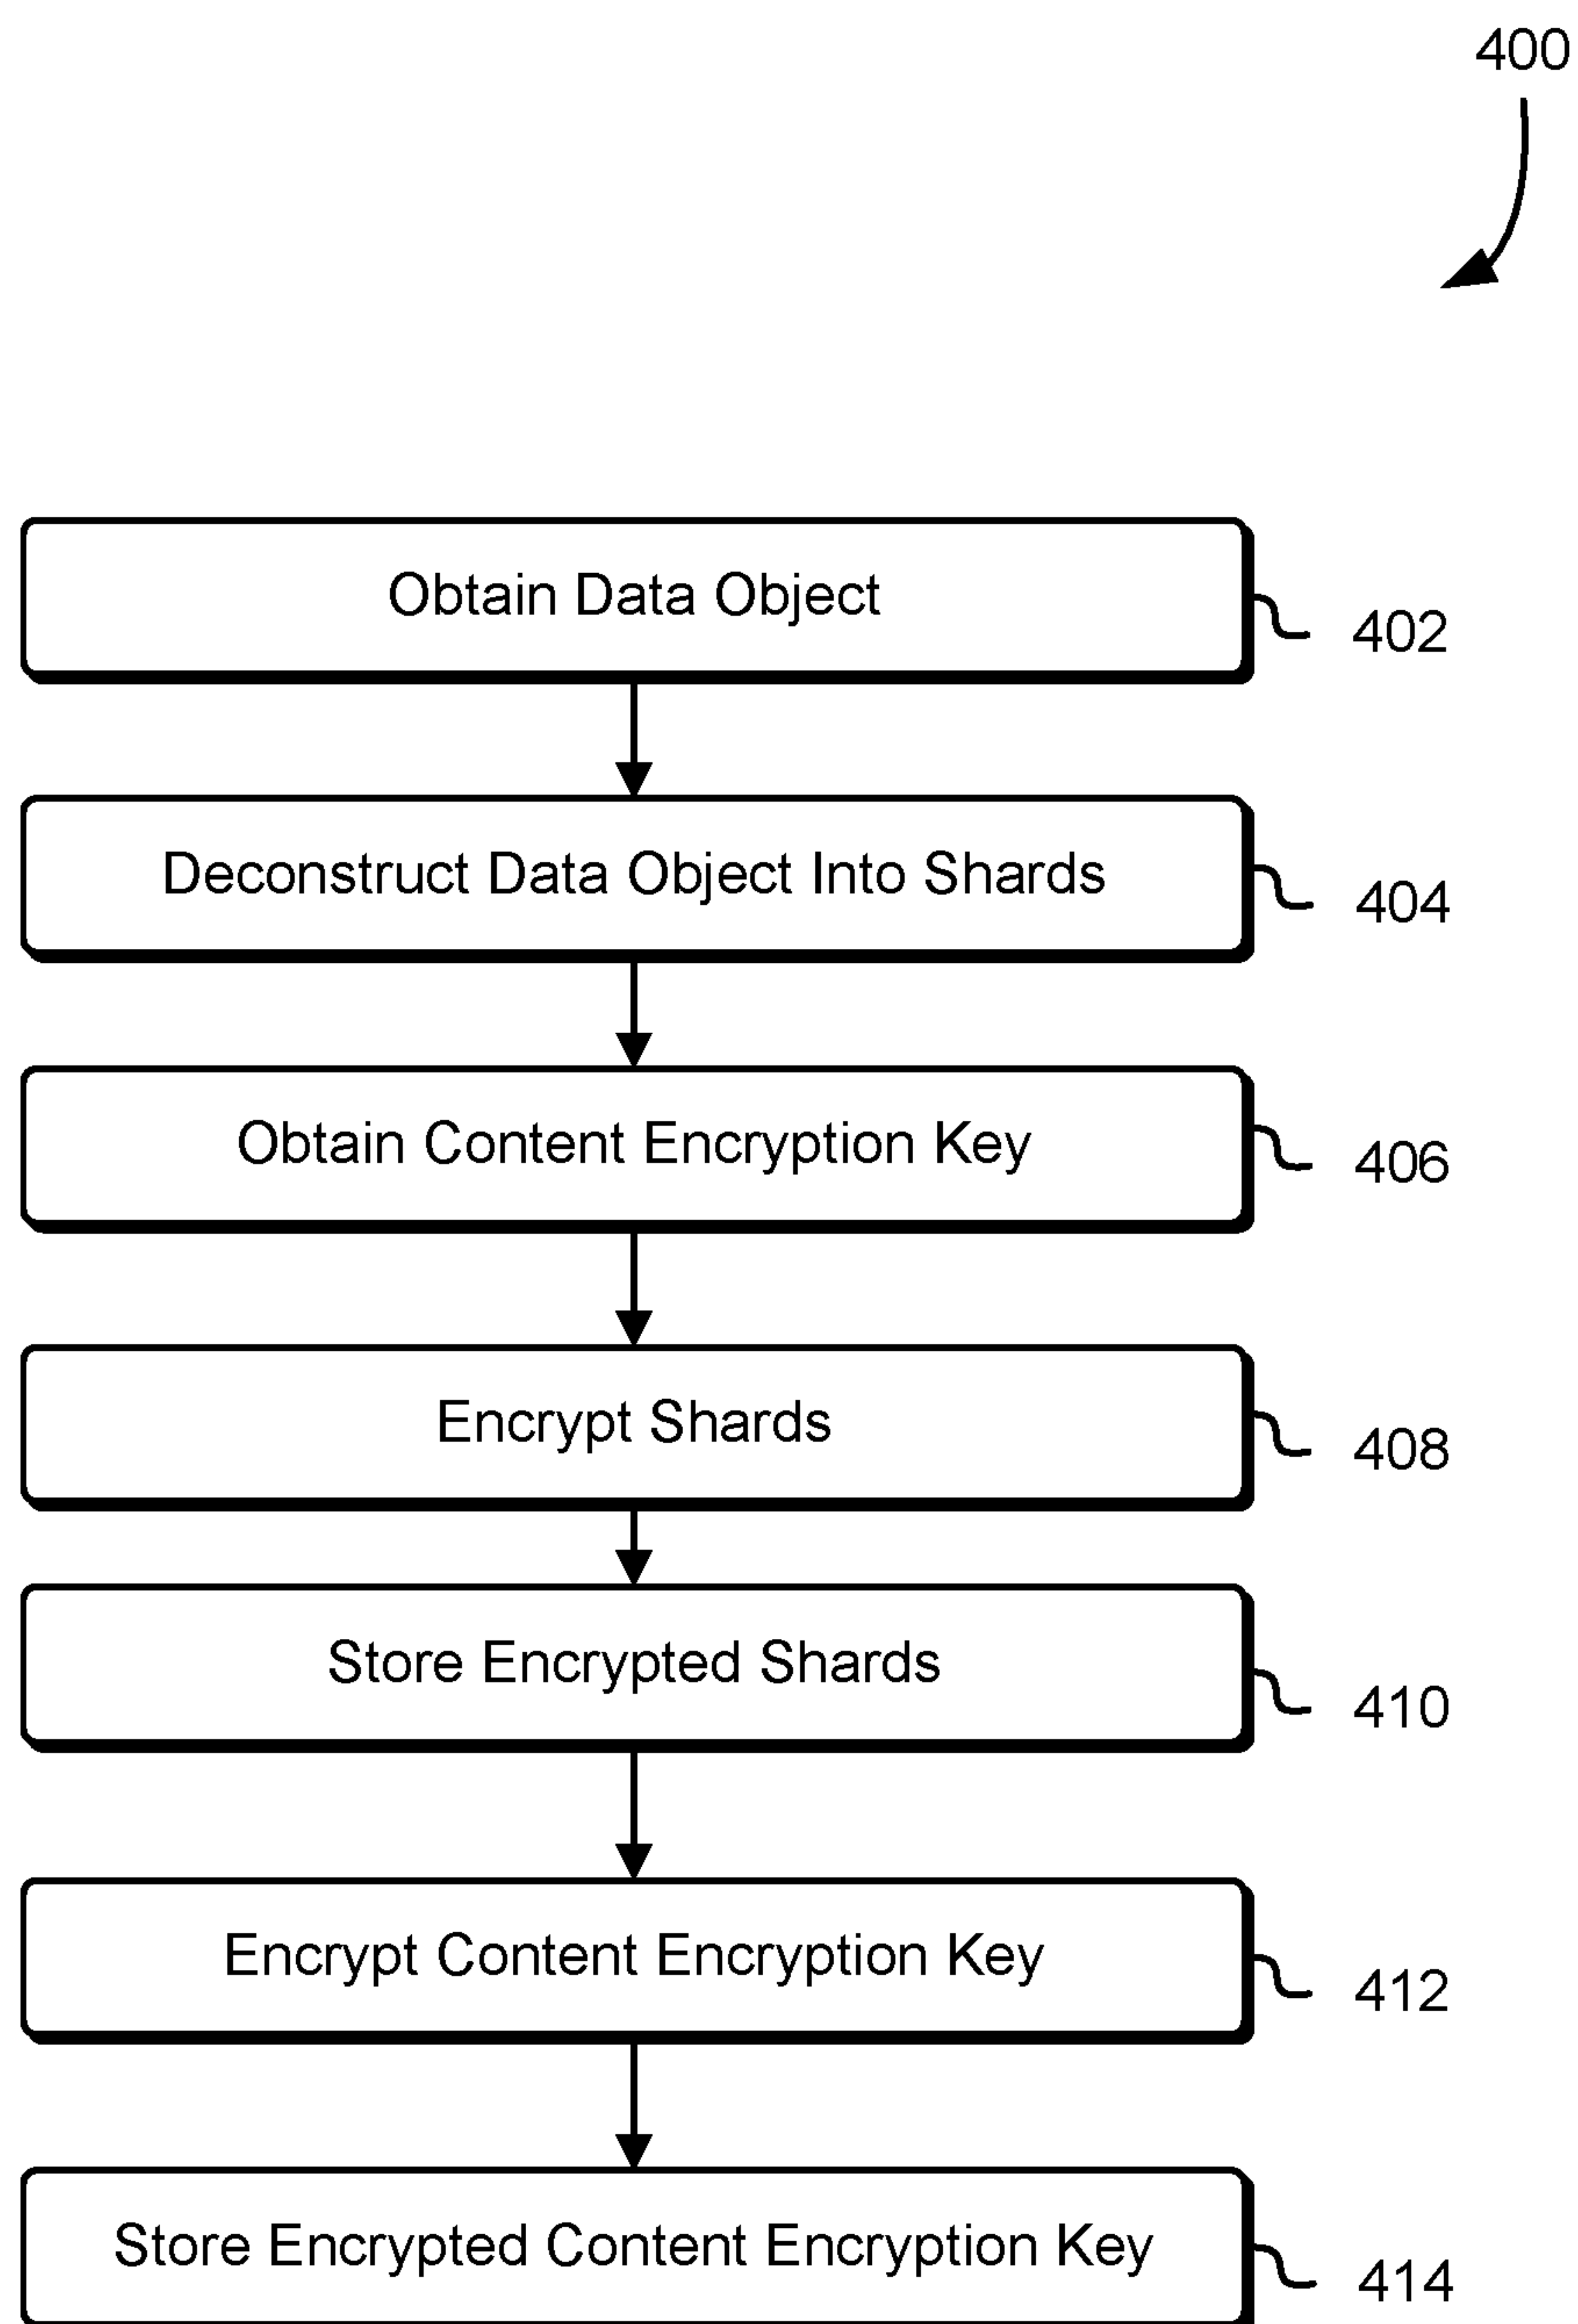 400
Obtain Data Object
402
Deconstruct Data Object Into Shards
404
Obtain Content Encryption Key
406
Encrypt Shards
408
Store Encrypted Shards
410
Encrypt Content Encryption Key
412
Store Encrypted Content Encryption Key
414